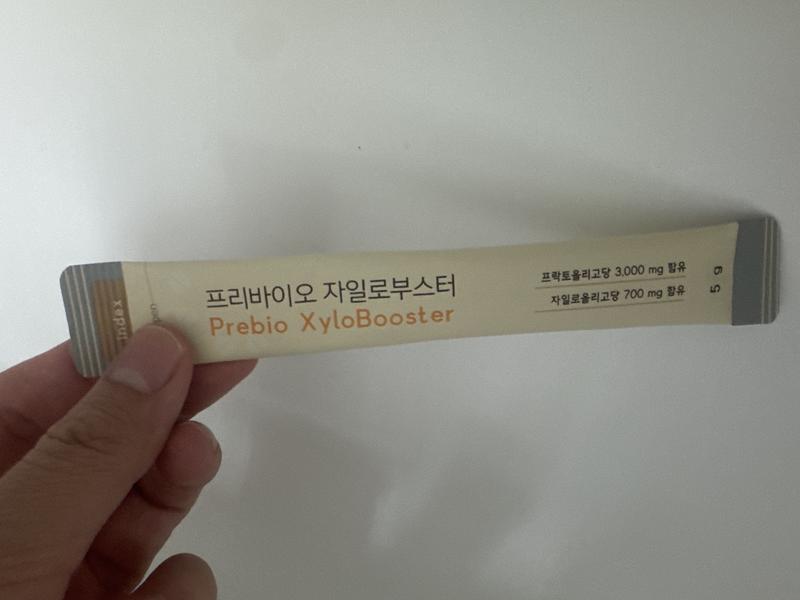 index
프리바이오 자일로부스터
Prebio XyloBooster
프락토올리고당 3,000 mg 함유
자일로올리고당 700 mg 함유
5 g